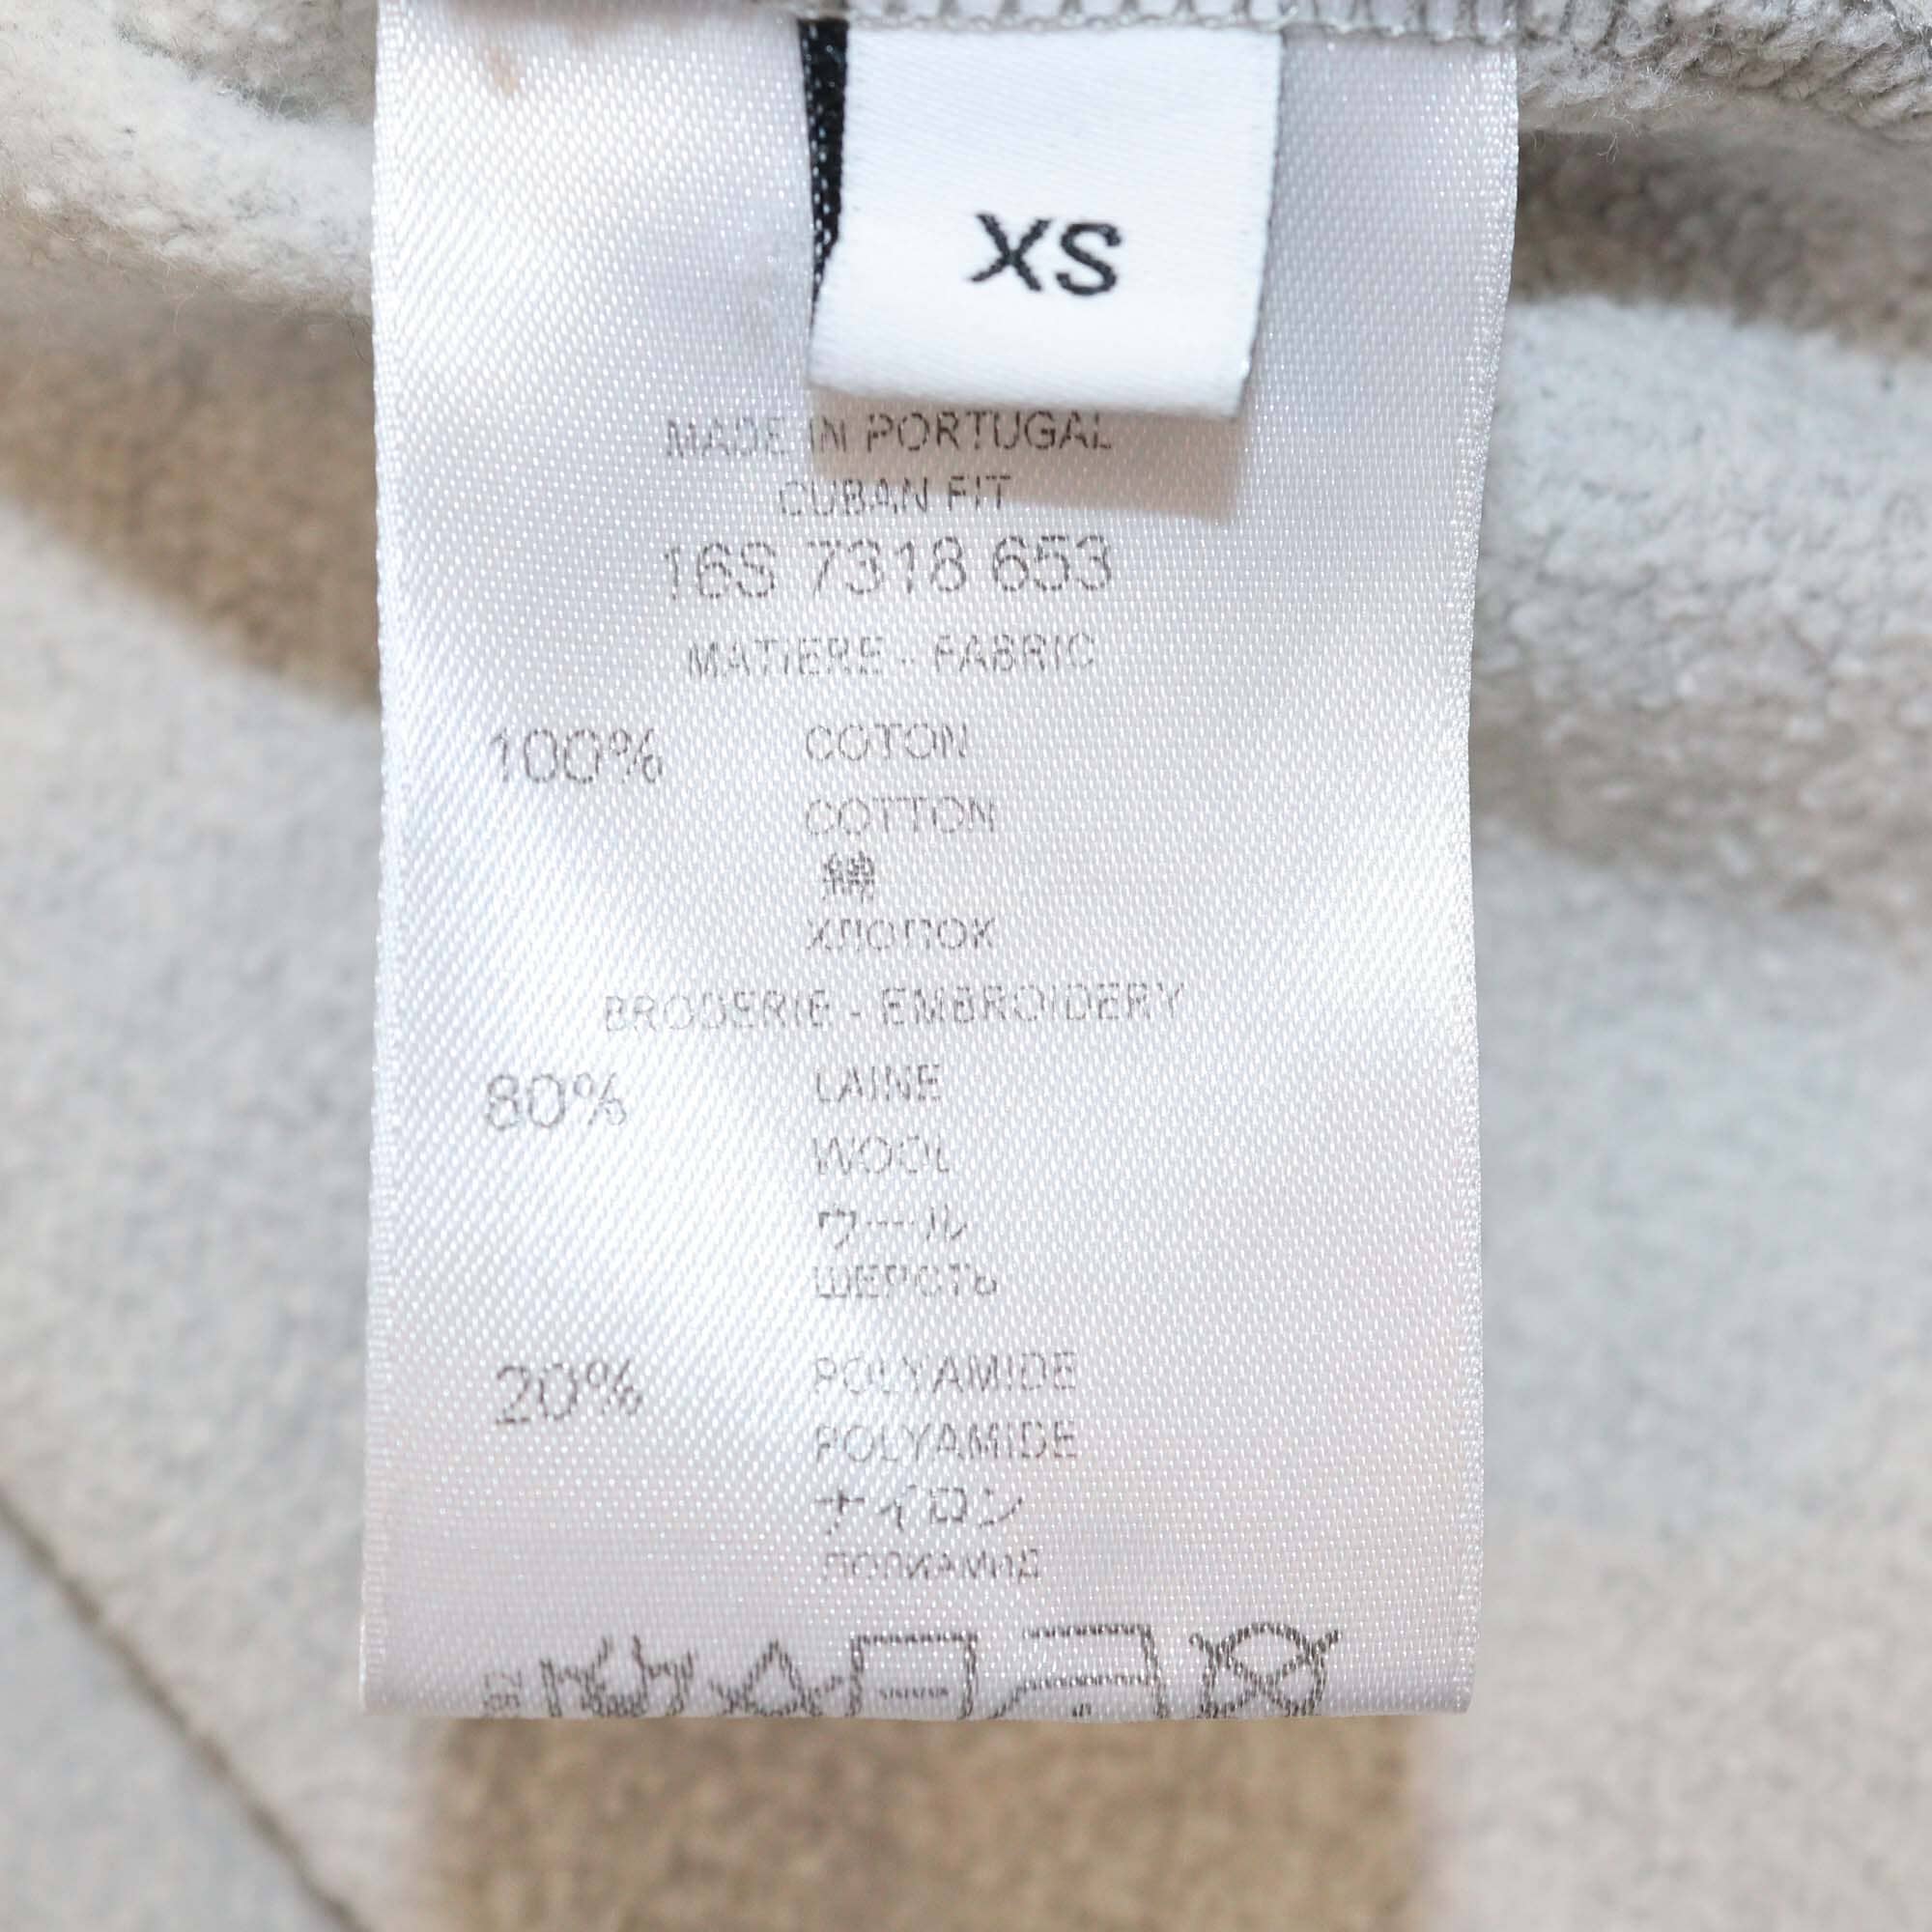 XS
MADE IN PORTUGAL
CUBAN FIT
16S 7318 653
MATIERE - FABRIC
100% COTON
COTTON
綿
ХЛОПОК
BRODERIE - EMBROIDERY
80% LAINE
WOOL
ウール
ШЕРСТЬ
20% POLYAMIDE
POLYAMIDE
ナイロン
ПОЛИАМИД